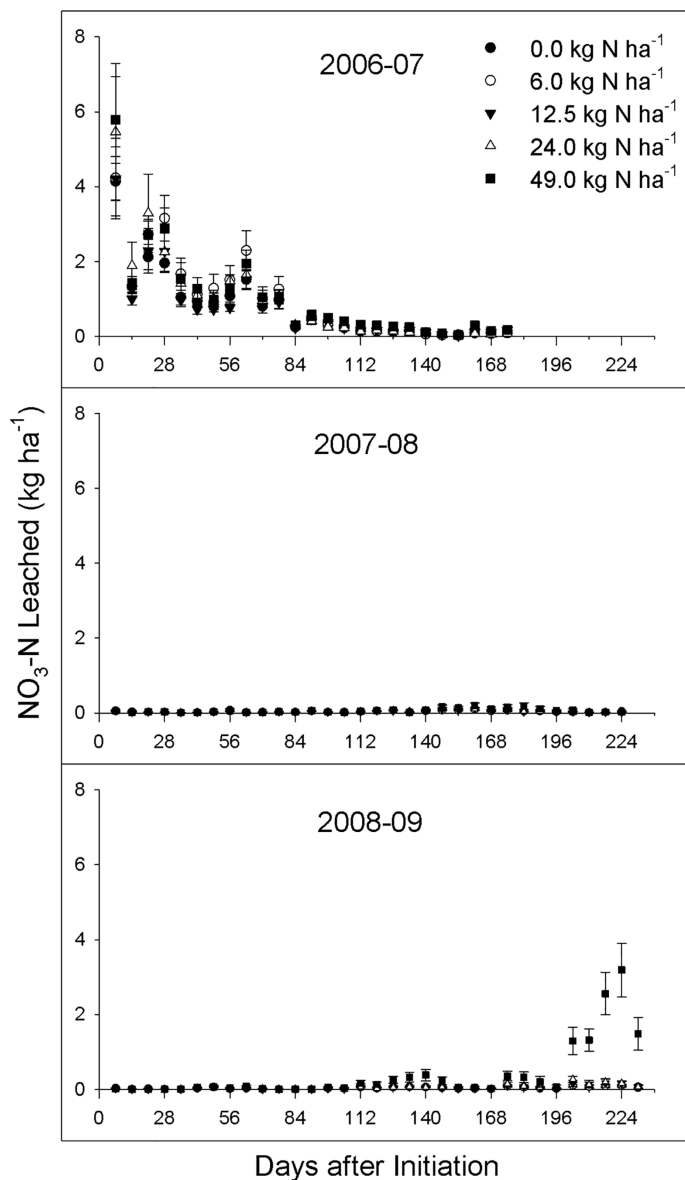 2006-07
0.0 kg N ha⁻¹
6.0 kg N ha⁻¹
12.5 kg N ha⁻¹
24.0 kg N ha⁻¹
49.0 kg N ha⁻¹
8
6
4
2
0
0 28 56 84 112 140 168 196 224
2007-08
8
6
4
2
0
0 28 56 84 112 140 168 196 224
2008-09
8
6
4
2
0
0 28 56 84 112 140 168 196 224
NO₃-N Leached (kg ha⁻¹)
Days after Initiation